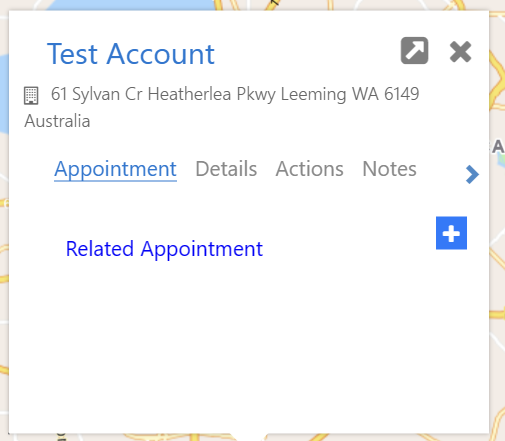 Test Account
61 Sylvan Cr Heatherlea Pkwy Leeming WA 6149
Australia
Appointment Details Actions Notes
A
Related Appointment